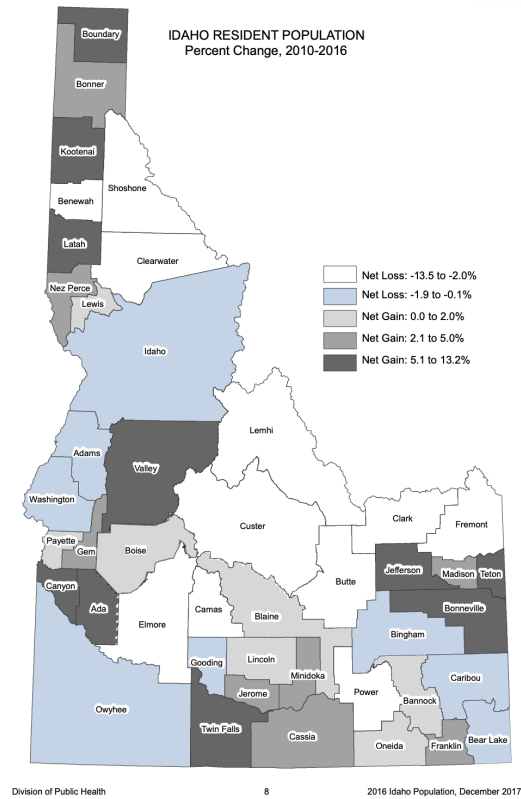 IDAHO RESIDENT POPULATION
Percent Change, 2010-2016
Boundary
Bonner
Kootenai
Shoshone
Benewah
Latah
Clearwater
Nez Perce
Lewis
Idaho
Net Loss: -13.5 to -2.0%
Net Loss: -1.9 to -0.1%
Net Gain: 0.0 to 2.0%
Net Gain: 2.1 to 5.0%
Net Gain: 5.1 to 13.2%
Lemhi
Adams
Valley
Washington
Custer
Clark
Fremont
Payette
Gem
Boise
Jefferson
Madison
Teton
Canyon
Butte
Ada
Camas
Blaine
Bonneville
Elmore
Bingham
Gooding
Lincoln
Minidoka
Caribou
Jerome
Power
Bannock
Owyhee
Twin Falls
Cassia
Oneida
Franklin
Bear Lake
Division of Public Health
8
2016 Idaho Population, December 2017